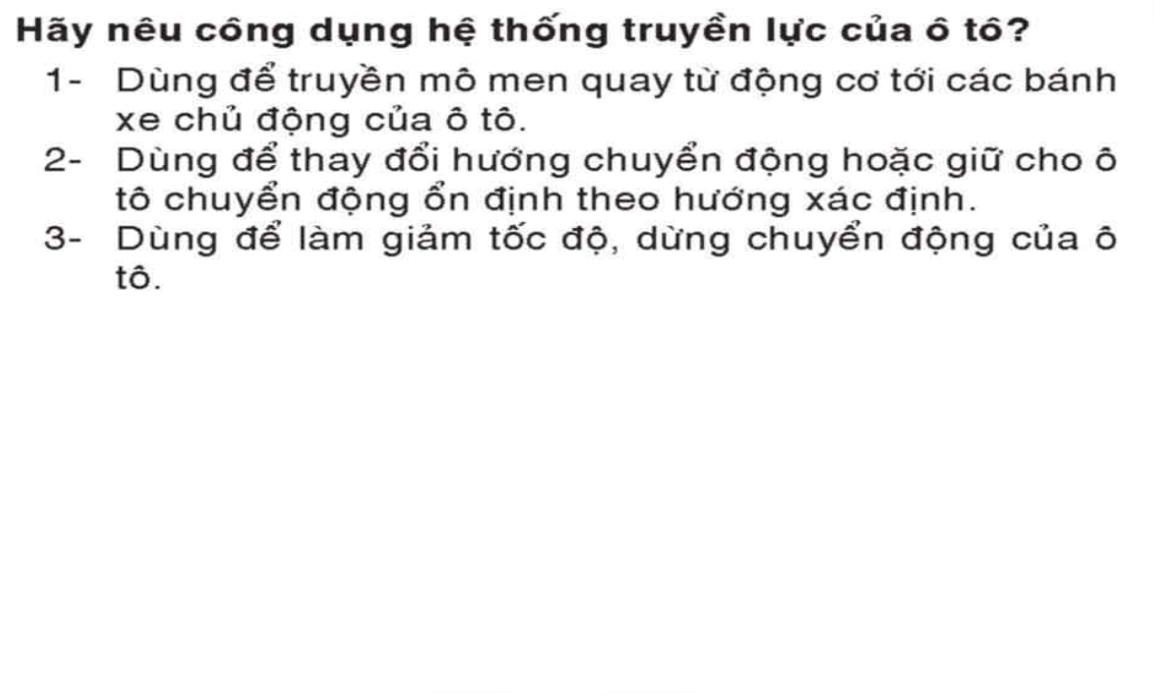 Hãy nêu công dụng hệ thống truyền lực của ô tô?
1- Dùng để truyền mô men quay từ động cơ tới các bánh
xe chủ động của ô tô.
2- Dùng để thay đổi hướng chuyển động hoặc giữ cho ô
tô chuyển động ổn định theo hướng xác định.
3- Dùng để làm giảm tốc độ, dừng chuyển động của ô
tô.